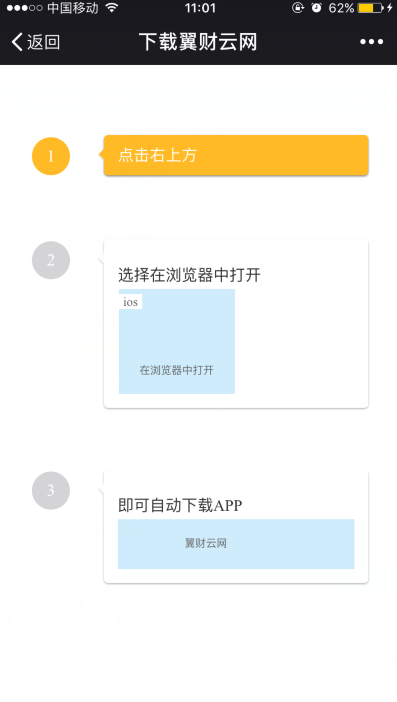 中国移动 11:01 62%
返回 下载翼财云网
1 点击右上方
2 选择在浏览器中打开
ios
在浏览器中打开
3 即可自动下载APP
翼财云网